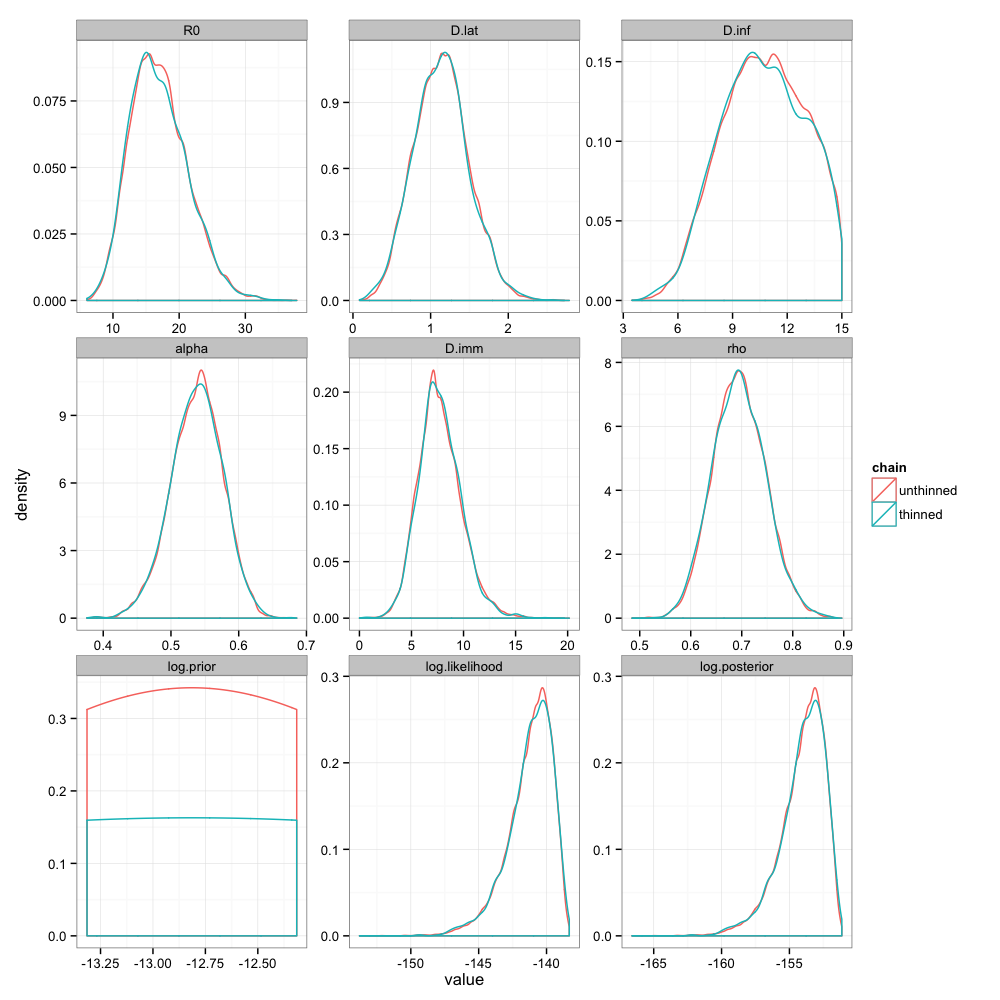 R0 D.lat D.inf
0.075
0.050
0.025
0.000
10 20 30
0.9
0.6
0.3
0.0
0 1 2
0.15
0.10
0.05
0.00
3 6 9 12 15
alpha D.imm rho
9
6
3
0
0.4 0.5 0.6 0.7
0.20
0.15
0.10
0.05
0.00
0 5 10 15 20
8
6
4
2
0
0.5 0.6 0.7 0.8 0.9
log.prior log.likelihood log.posterior
0.3
0.2
0.1
0.0
-13.25 -13.00 -12.75 -12.50
0.3
0.2
0.1
0.0
-150 -145 -140
0.3
0.2
0.1
0.0
-165 -160 -155
density
value
chain
unthinned
thinned